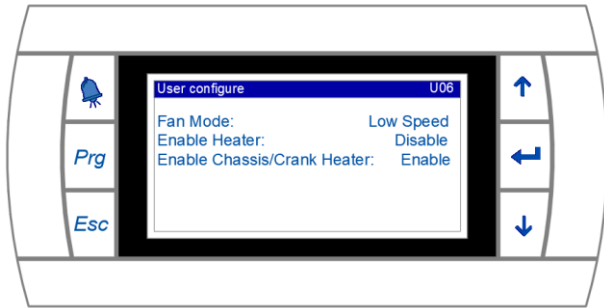 User configure U06
Fan Mode: Low Speed
Enable Heater: Disable
Enable Chassis/Crank Heater: Enable
Prg
Esc